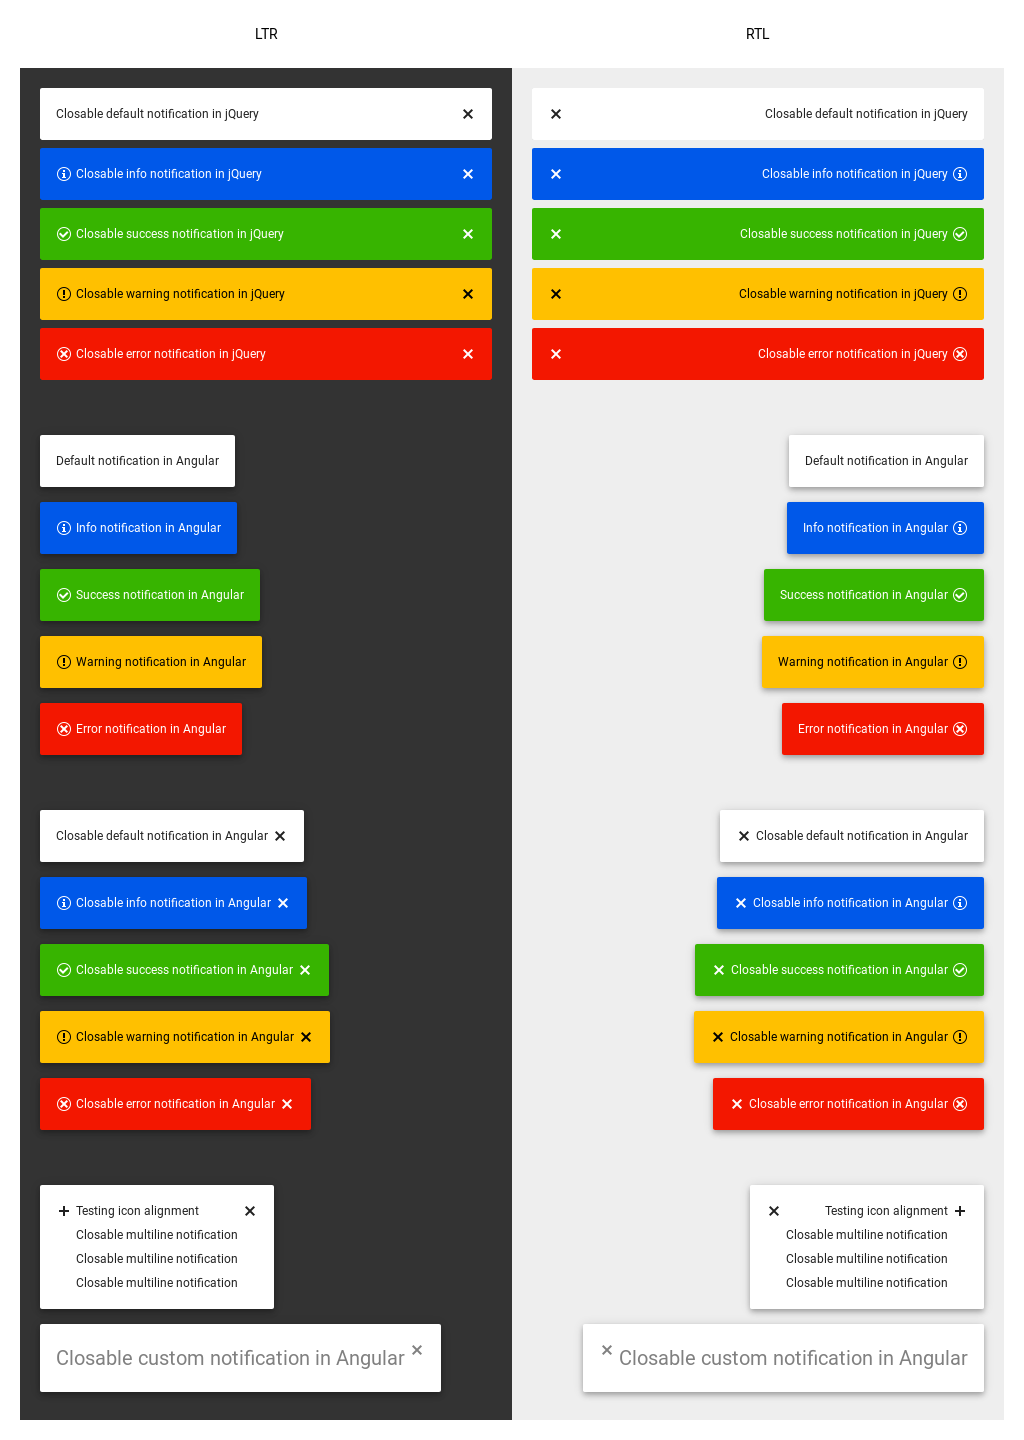 LTR
Closable default notification in jQuery
Closable info notification in jQuery
Closable success notification in jQuery
Closable warning notification in jQuery
Closable error notification in jQuery
Default notification in Angular
Info notification in Angular
Success notification in Angular
Warning notification in Angular
Error notification in Angular
Closable default notification in Angular
Closable info notification in Angular
Closable success notification in Angular
Closable warning notification in Angular
Closable error notification in Angular
Testing icon alignment
Closable multiline notification
Closable multiline notification
Closable multiline notification
Closable custom notification in Angular
RTL
Closable default notification in jQuery
Closable info notification in jQuery
Closable success notification in jQuery
Closable warning notification in jQuery
Closable error notification in jQuery
Default notification in Angular
Info notification in Angular
Success notification in Angular
Warning notification in Angular
Error notification in Angular
Closable default notification in Angular
Closable info notification in Angular
Closable success notification in Angular
Closable warning notification in Angular
Closable error notification in Angular
Testing icon alignment
Closable multiline notification
Closable multiline notification
Closable multiline notification
Closable custom notification in Angular